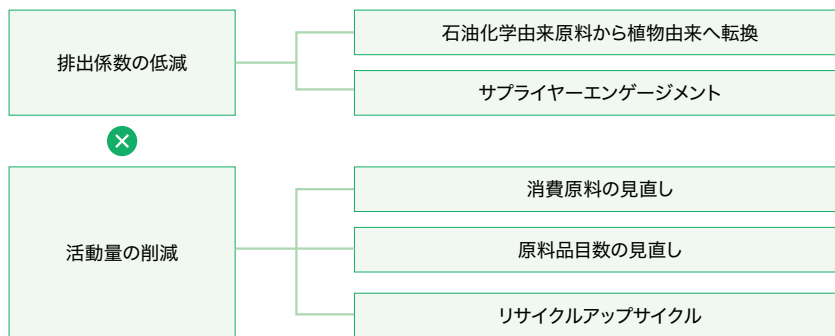 排出係数の低減
石油化学由来原料から植物由来へ転換
サプライヤーエンゲージメント
×
活動量の削減
消費原料の見直し
原料品目数の見直し
リサイクルアップサイクル